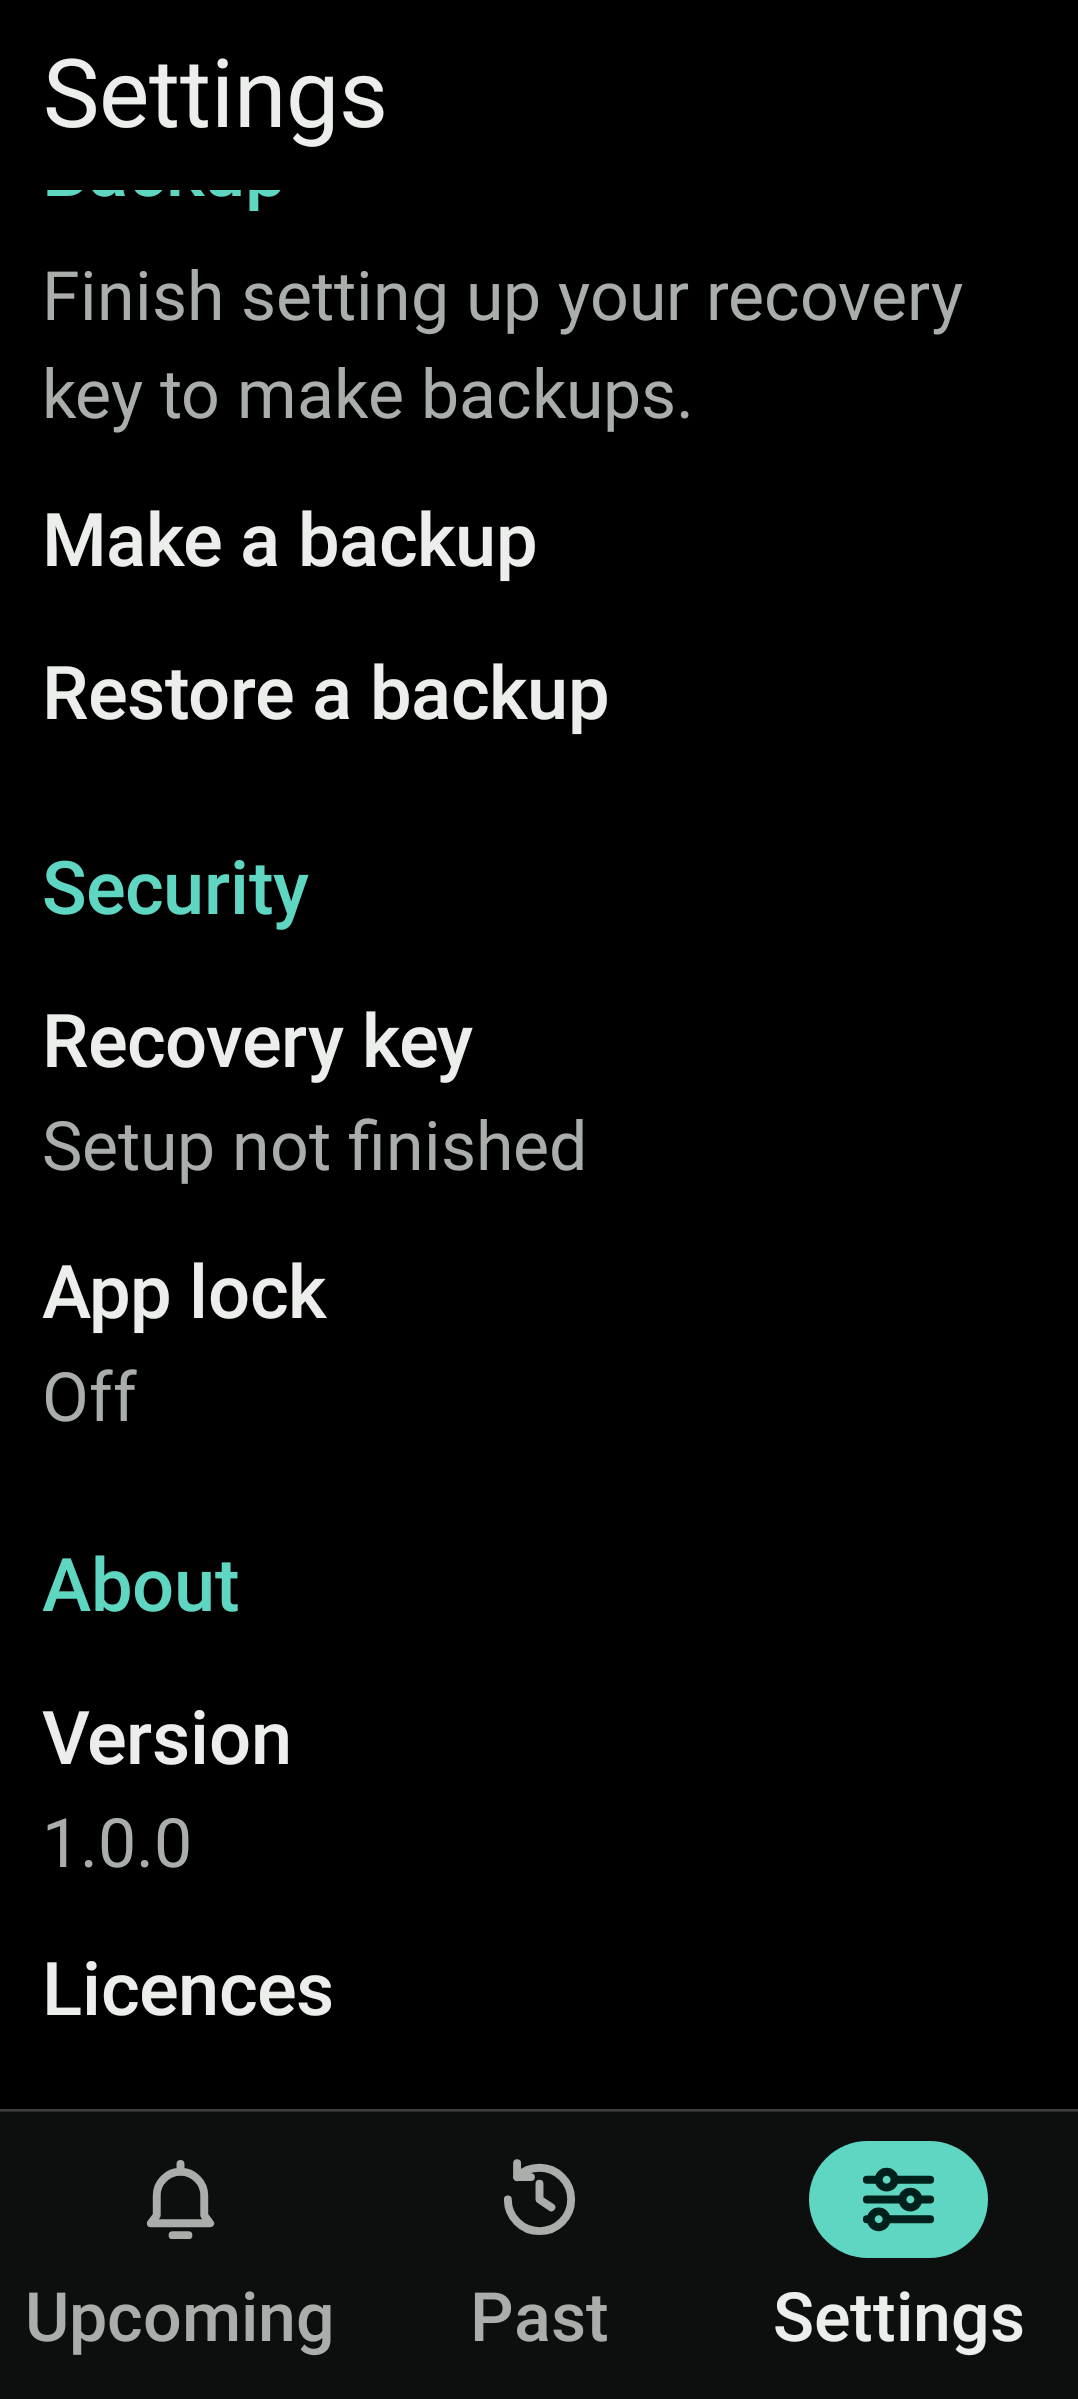 Settings
Backup
Finish setting up your recovery
key to make backups.
Make a backup
Restore a backup
Security
Recovery key
Setup not finished
App lock
Off
About
Version
1.0.0
Licences
Upcoming
Past
Settings